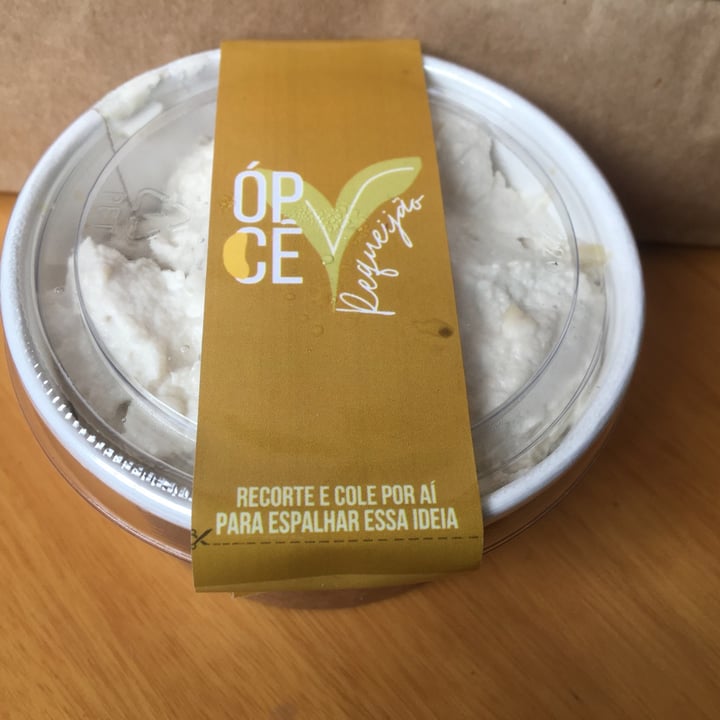 ÓP
CÊ
Requeijão
RECORTE E COLE POR AÍ
PARA ESPALHAR ESSA IDEIA